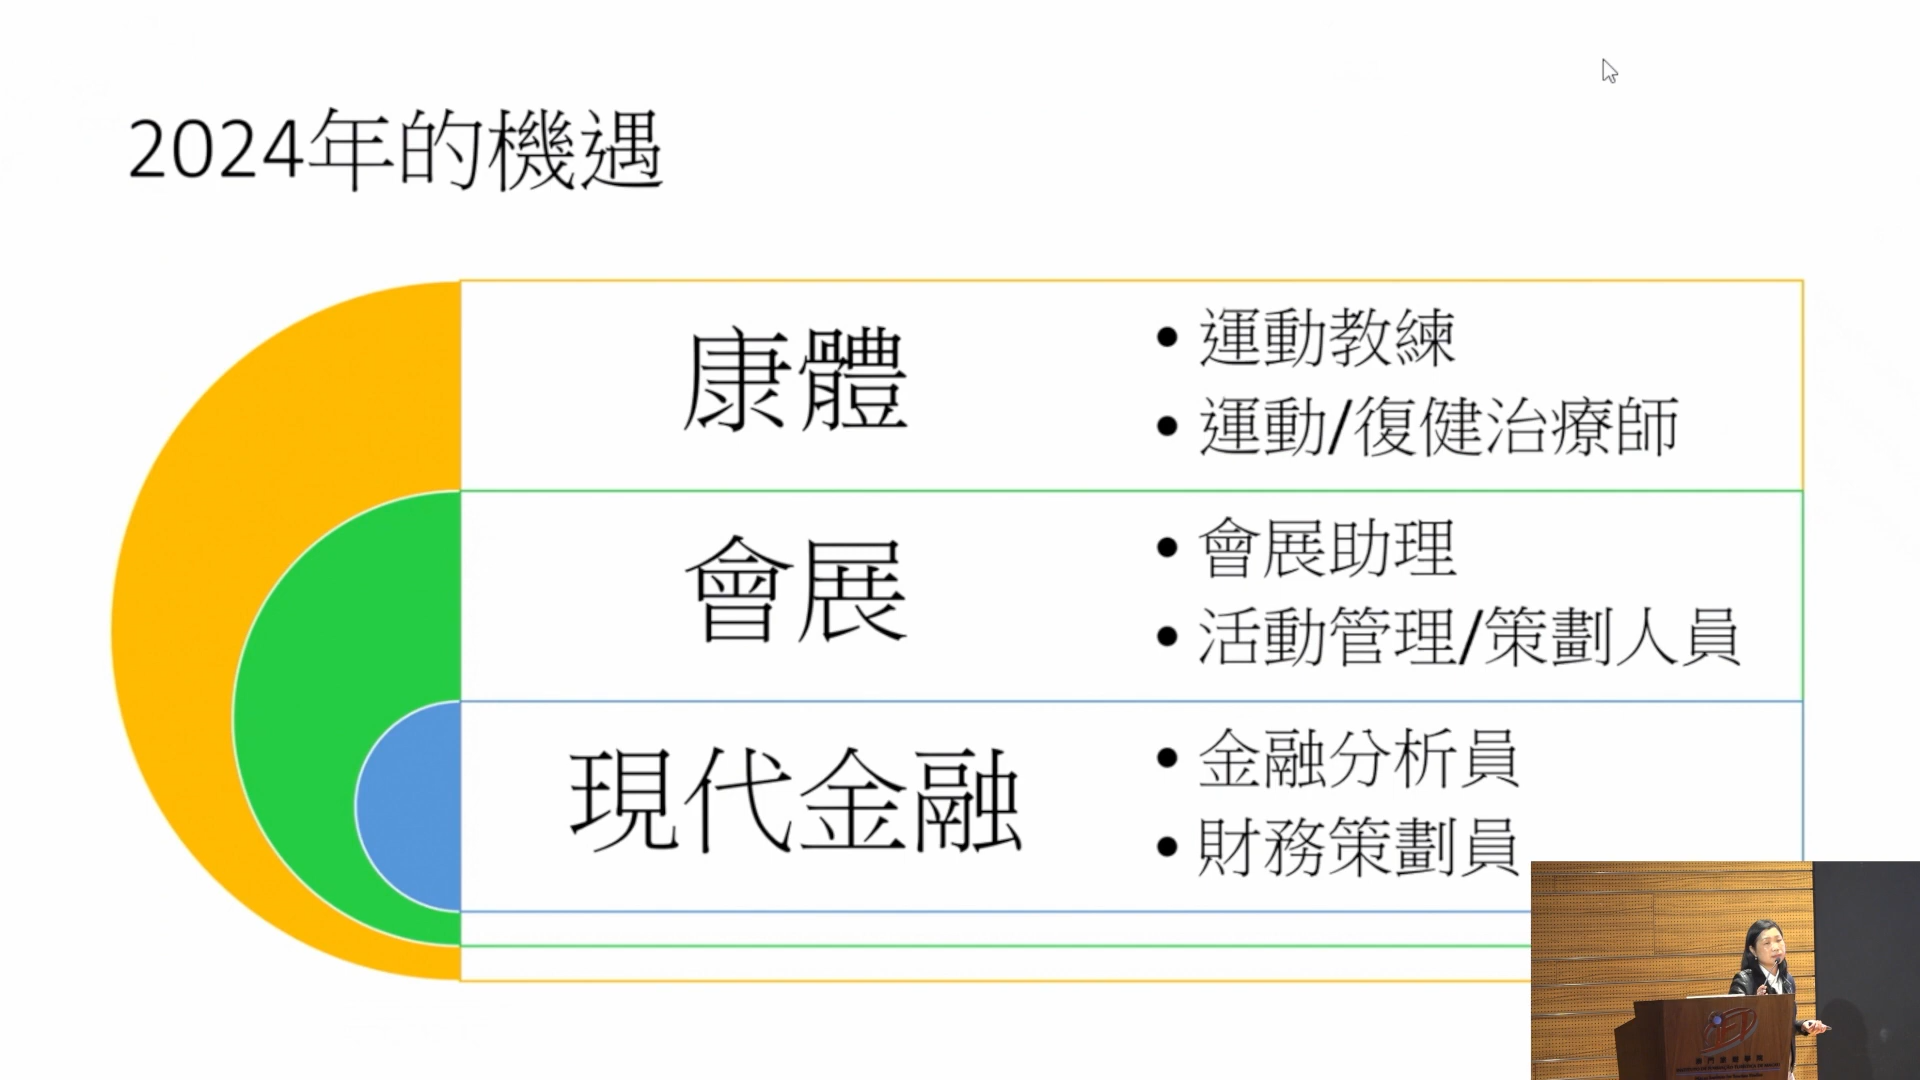 2024年的機遇
康體
• 運動教練
• 運動/復健治療師
會展
• 會展助理
• 活動管理/策劃人員
現代金融
• 金融分析員
• 財務策劃員